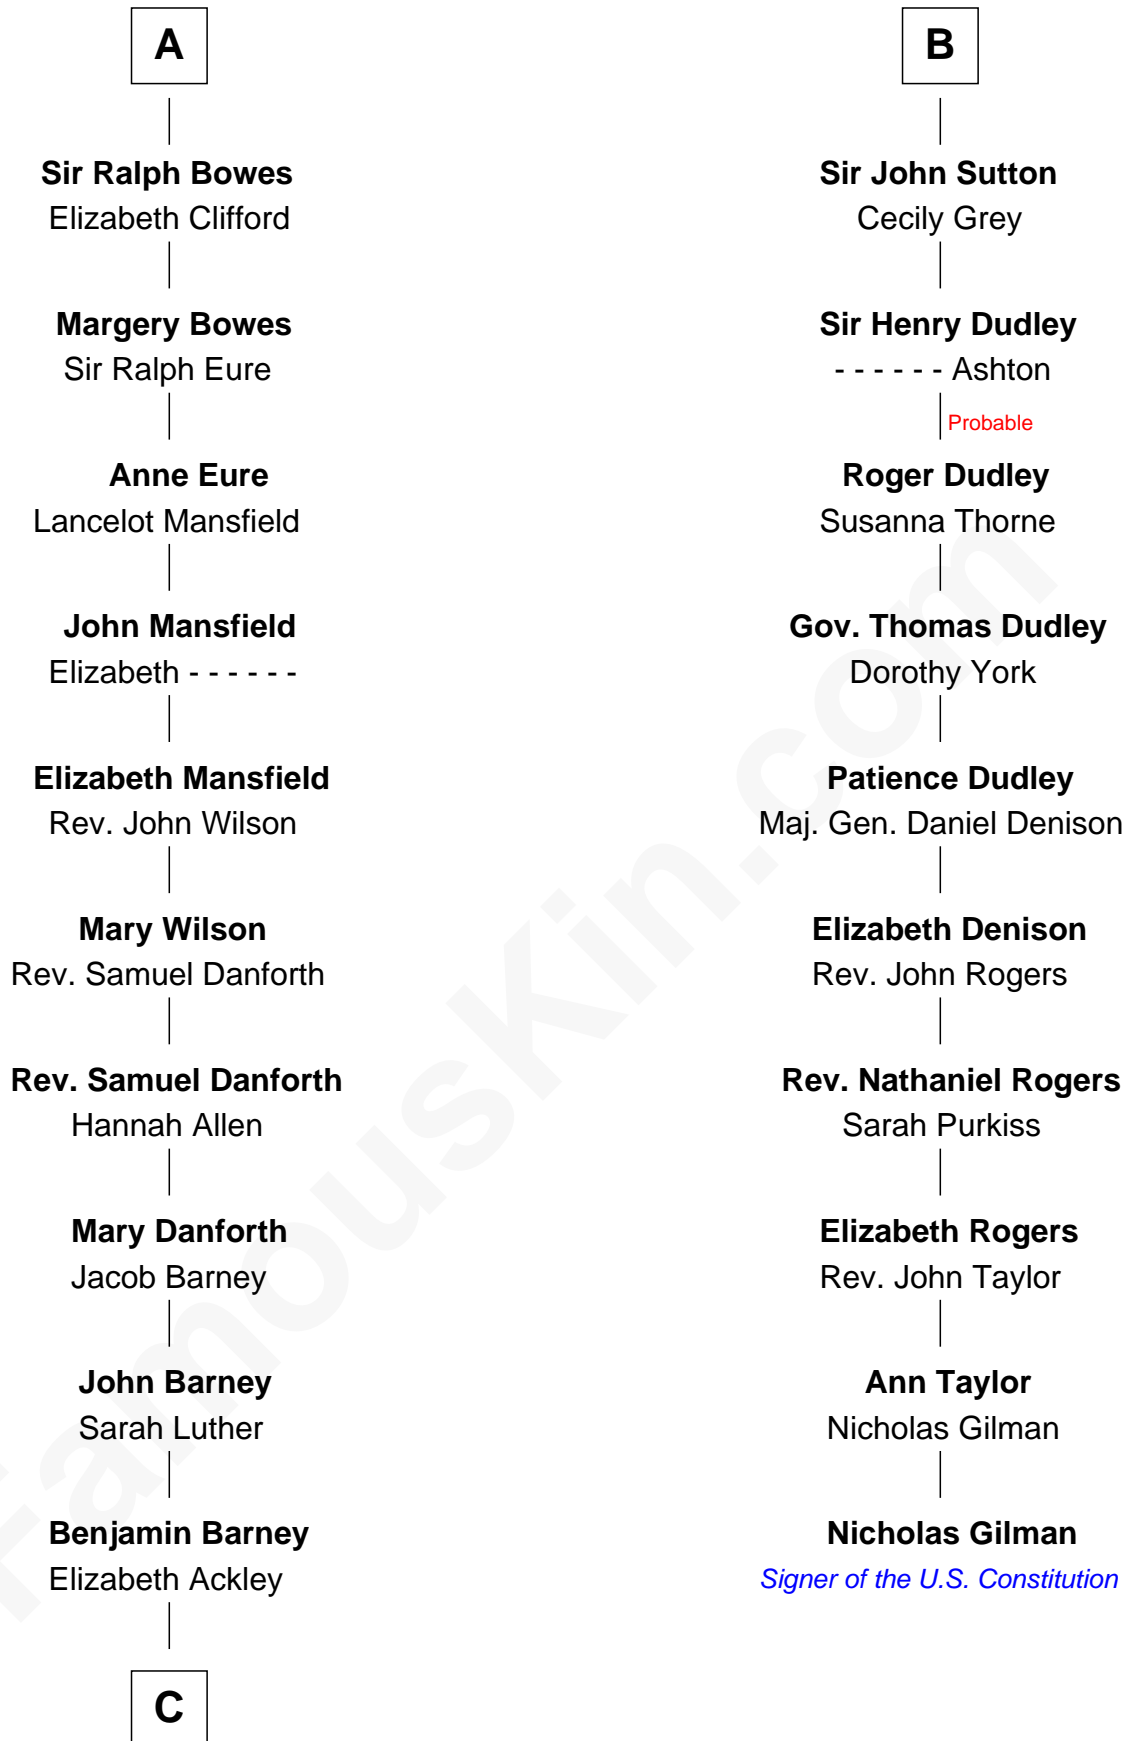 A
Sir Ralph Bowes
Elizabeth Clifford
Margery Bowes
Sir Ralph Eure
Anne Eure
Lancelot Mansfield
John Mansfield
Elizabeth - - - - - -
Elizabeth Mansfield
Rev. John Wilson
Mary Wilson
Rev. Samuel Danforth
Rev. Samuel Danforth
Hannah Allen
Mary Danforth
Jacob Barney
John Barney
Sarah Luther
Benjamin Barney
Elizabeth Ackley
C
B
Sir John Sutton
Cecily Grey
Sir Henry Dudley
- - - - - - Ashton
Probable
Roger Dudley
Susanna Thorne
Gov. Thomas Dudley
Dorothy York
Patience Dudley
Maj. Gen. Daniel Denison
Elizabeth Denison
Rev. John Rogers
Rev. Nathaniel Rogers
Sarah Purkiss
Elizabeth Rogers
Rev. John Taylor
Ann Taylor
Nicholas Gilman
Nicholas Gilman
Signer of the U.S. Constitution
FamousKin.com